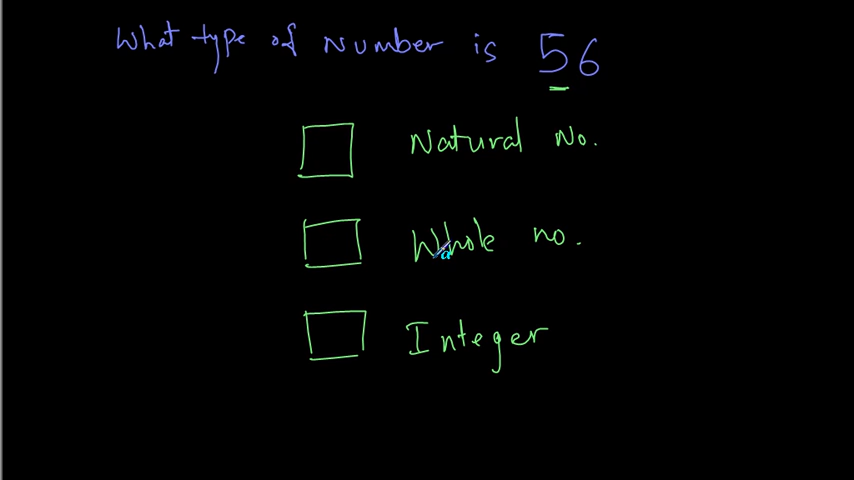 What type of Number is 56
Natural No.
Whole no.
Integer